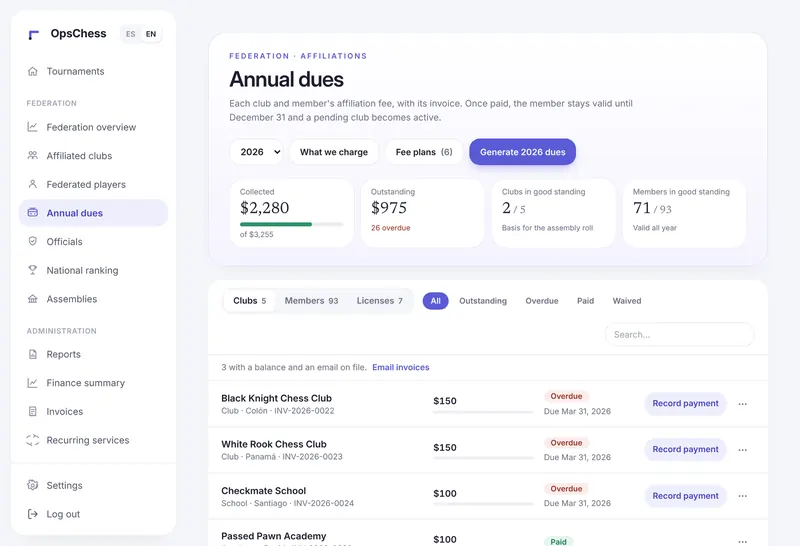 OpsChess
ES EN
Tournaments
FEDERATION
Federation overview
Affiliated clubs
Federated players
Annual dues
Officials
National ranking
Assemblies
ADMINISTRATION
Reports
Finance summary
Invoices
Recurring services
Settings
Log out
FEDERATION · AFFILIATIONS
Annual dues
Each club and member's affiliation fee, with its invoice. Once paid, the member stays valid until
December 31 and a pending club becomes active.
2026
What we charge
Fee plans (6)
Generate 2026 dues
Collected
$2,280
of $3,255
Outstanding
$975
26 overdue
Clubs in good standing
2 / 5
Basis for the assembly roll
Members in good standing
71 / 93
Valid all year
Clubs 5 Members 93 Licenses 7
All Outstanding Overdue Paid Waived
Search...
3 with a balance and an email on file. Email invoices
Black Knight Chess Club
Club · Colón · INV-2026-0022
$150
Overdue
Due Mar 31, 2026
Record payment
White Rook Chess Club
Club · Panamá · INV-2026-0023
$150
Overdue
Due Mar 31, 2026
Record payment
Checkmate School
School · Santiago · INV-2026-0024
$100
Overdue
Due Mar 31, 2026
Record payment
Passed Pawn Academy
$100
Paid